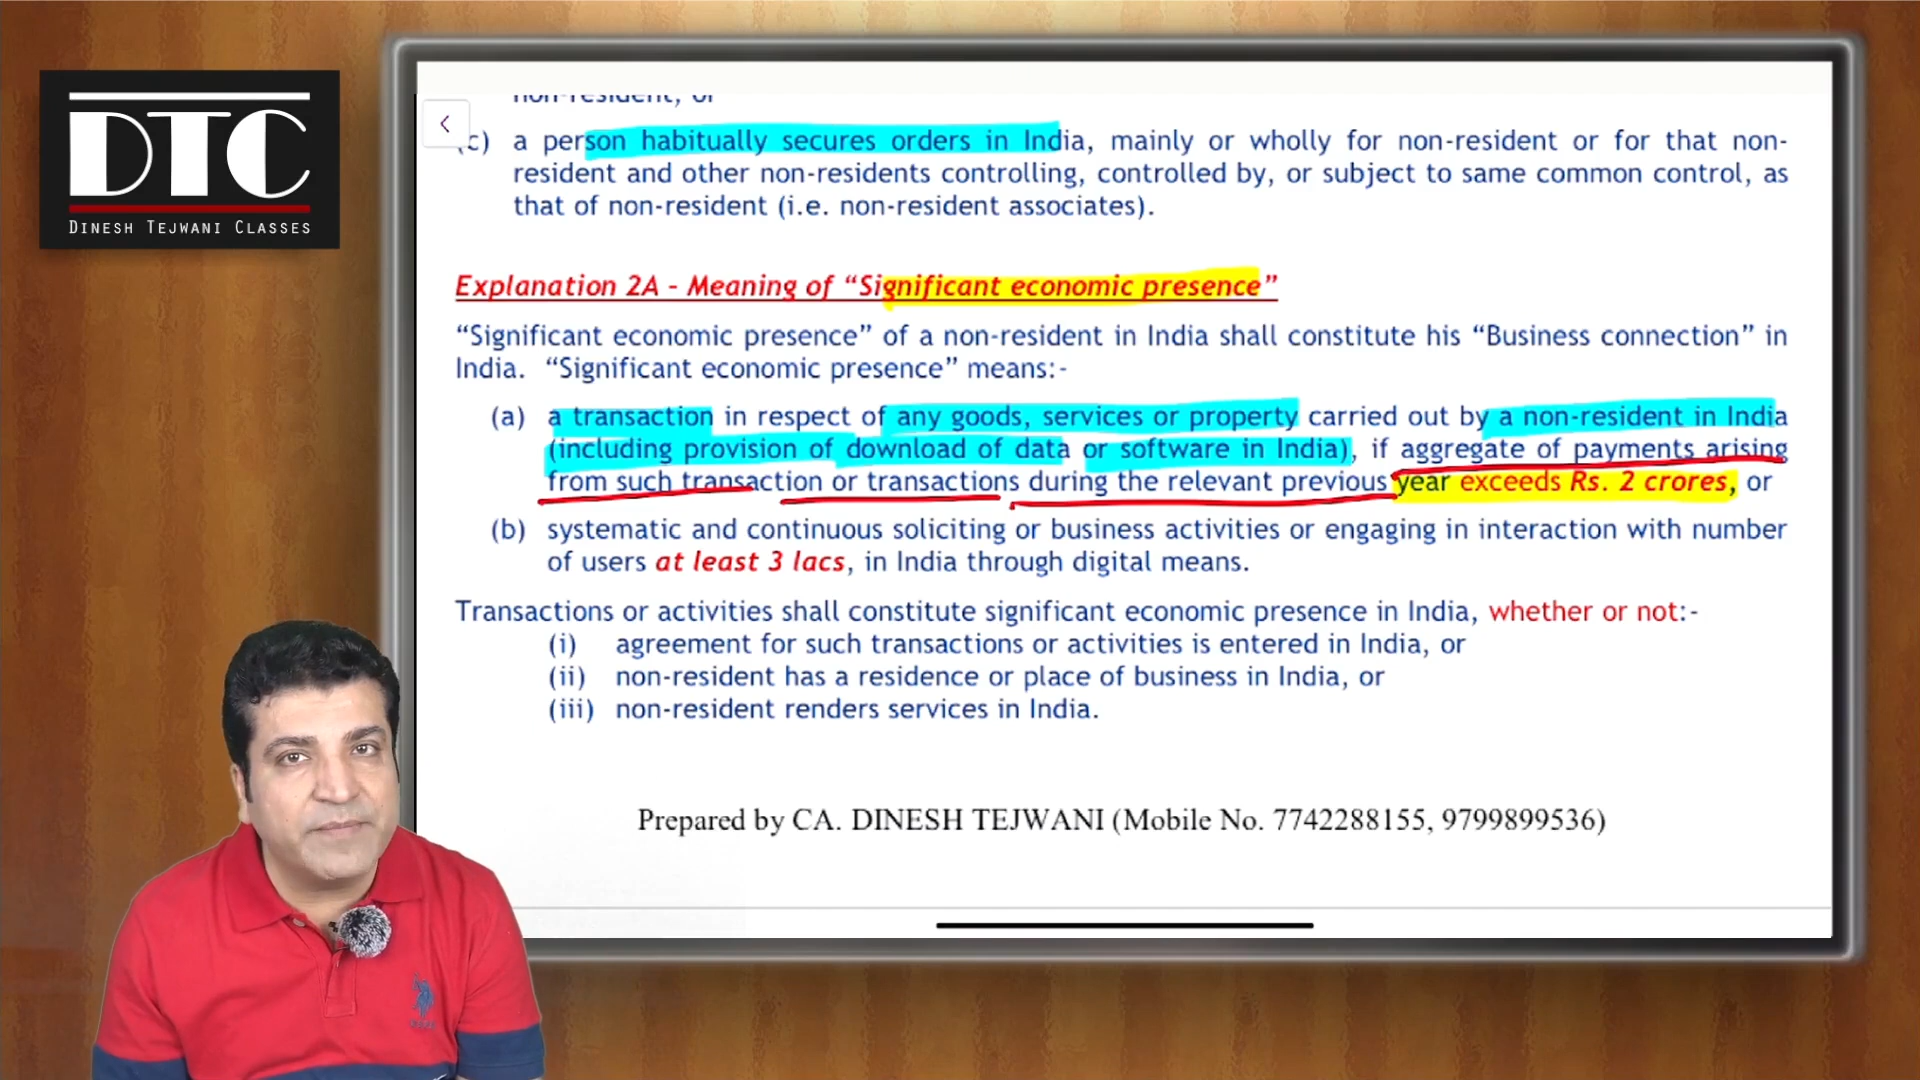 DTC
DINESH TEJWANI CLASSES
non-resident, or
(c) a person habitually secures orders in India, mainly or wholly for non-resident or for that non-
resident and other non-residents controlling, controlled by, or subject to same common control, as
that of non-resident (i.e. non-resident associates).
Explanation 2A – Meaning of “Significant economic presence”
“Significant economic presence” of a non-resident in India shall constitute his “Business connection” in
India. “Significant economic presence” means:-
(a) a transaction in respect of any goods, services or property carried out by a non-resident in India
(including provision of download of data or software in India), if aggregate of payments arising
from such transaction or transactions during the relevant previous year exceeds Rs. 2 crores, or
(b) systematic and continuous soliciting or business activities or engaging in interaction with number
of users at least 3 lacs, in India through digital means.
Transactions or activities shall constitute significant economic presence in India, whether or not:-
(i) agreement for such transactions or activities is entered in India, or
(ii) non-resident has a residence or place of business in India, or
(iii) non-resident renders services in India.
Prepared by CA. DINESH TEJWANI (Mobile No. 7742288155, 9799899536)